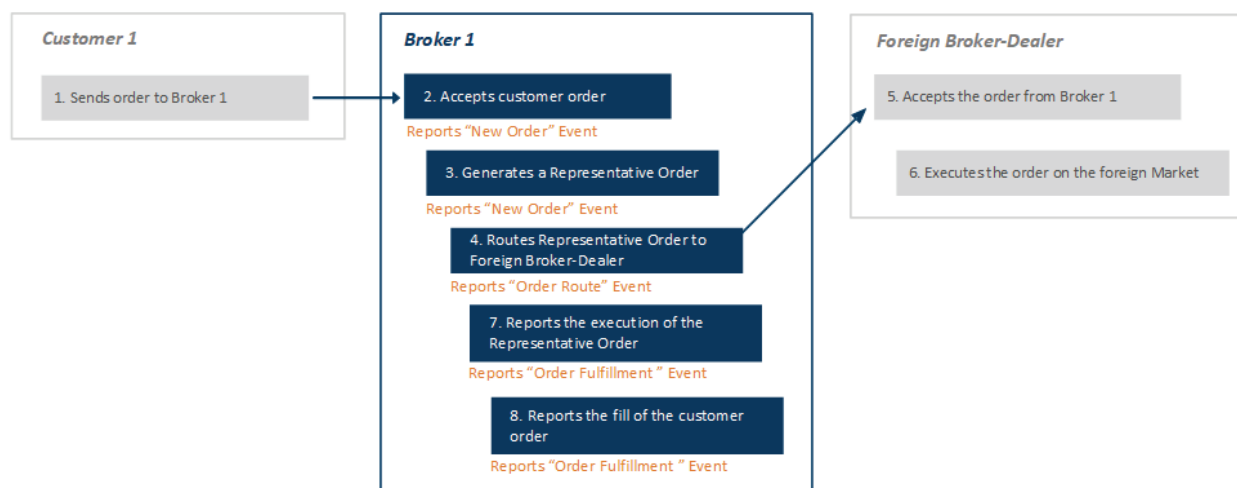 Customer 1
1. Sends order to Broker 1
Broker 1
2. Accepts customer order
Reports “New Order” Event
3. Generates a Representative Order
Reports “New Order” Event
4. Routes Representative Order to
Foreign Broker-Dealer
Reports “Order Route” Event
7. Reports the execution of the
Representative Order
Reports “Order Fulfillment ” Event
8. Reports the fill of the customer
order
Reports “Order Fulfillment ” Event
Foreign Broker-Dealer
5. Accepts the order from Broker 1
6. Executes the order on the foreign Market